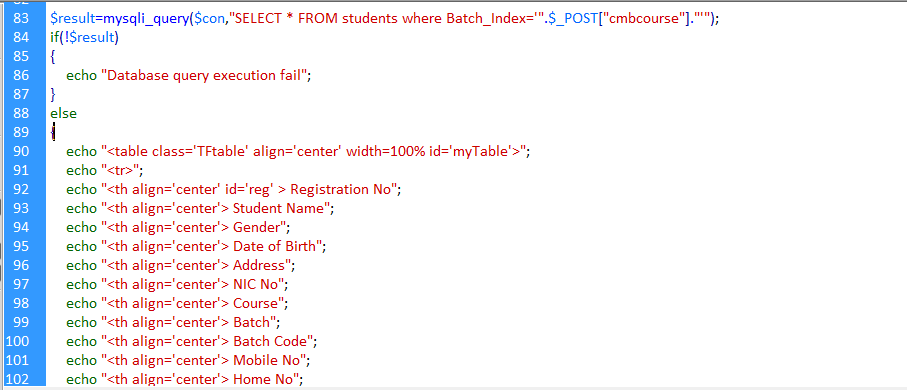 82
83 $result=mysqli_query($con,"SELECT * FROM students where Batch_Index='".$_POST["cmbcourse"]."'");
84 if(!$result)
85 {
86 echo "Database query execution fail";
87 }
88 else
89 {
90 echo "<table class='TFtable' align='center' width=100% id='myTable'>";
91 echo "<tr>";
92 echo "<th align='center' id='reg' > Registration No";
93 echo "<th align='center'> Student Name";
94 echo "<th align='center'> Gender";
95 echo "<th align='center'> Date of Birth";
96 echo "<th align='center'> Address";
97 echo "<th align='center'> NIC No";
98 echo "<th align='center'> Course";
99 echo "<th align='center'> Batch";
100 echo "<th align='center'> Batch Code";
101 echo "<th align='center'> Mobile No";
102 echo "<th align='center'> Home No";